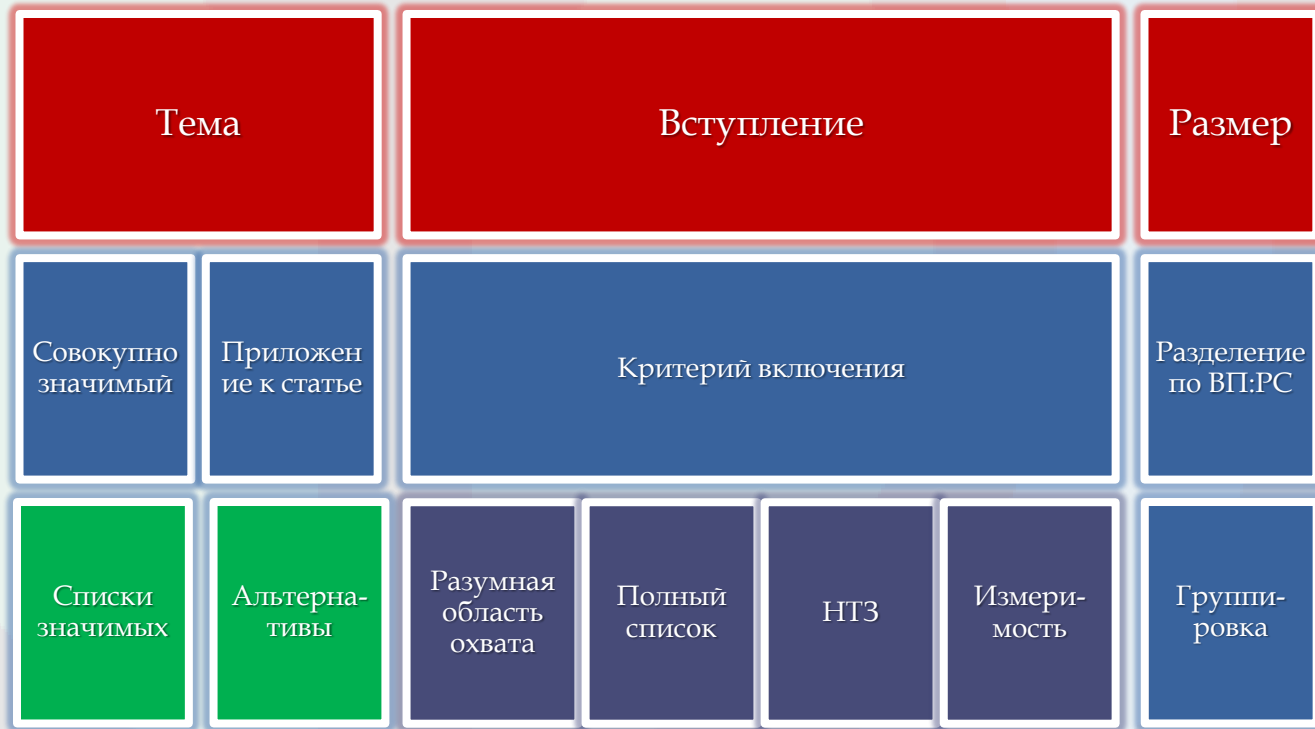 Тема
Вступление
Размер
Совокупно
значимый
Приложен
ие к статье
Критерий включения
Разделение
по ВП:РС
Списки
значимых
Альтерна-
тивы
Разумная
область
охвата
Полный
список
НТЗ
Измери-
мость
Группи-
ровка